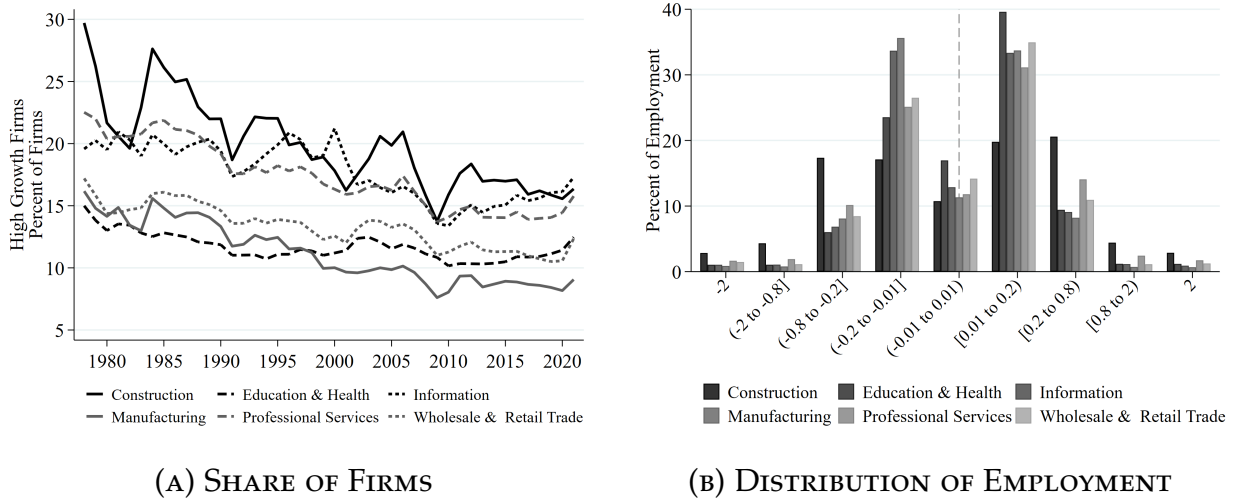 High Growth Firms
Percent of Firms
30
25
20
15
10
5
1980 1985 1990 1995 2000 2005 2010 2015 2020
Construction Education & Health Information
Manufacturing Professional Services Wholesale & Retail Trade
(A) Share of Firms
Percent of Employment
40
30
20
10
0
-2 (-2 to -0.8] (-0.8 to -0.2] (-0.2 to -0.01] (-0.01 to 0.01) [0.01 to 0.2) [0.2 to 0.8) [0.8 to 2) 2
Construction Education & Health Information
Manufacturing Professional Services Wholesale & Retail Trade
(B) Distribution of Employment